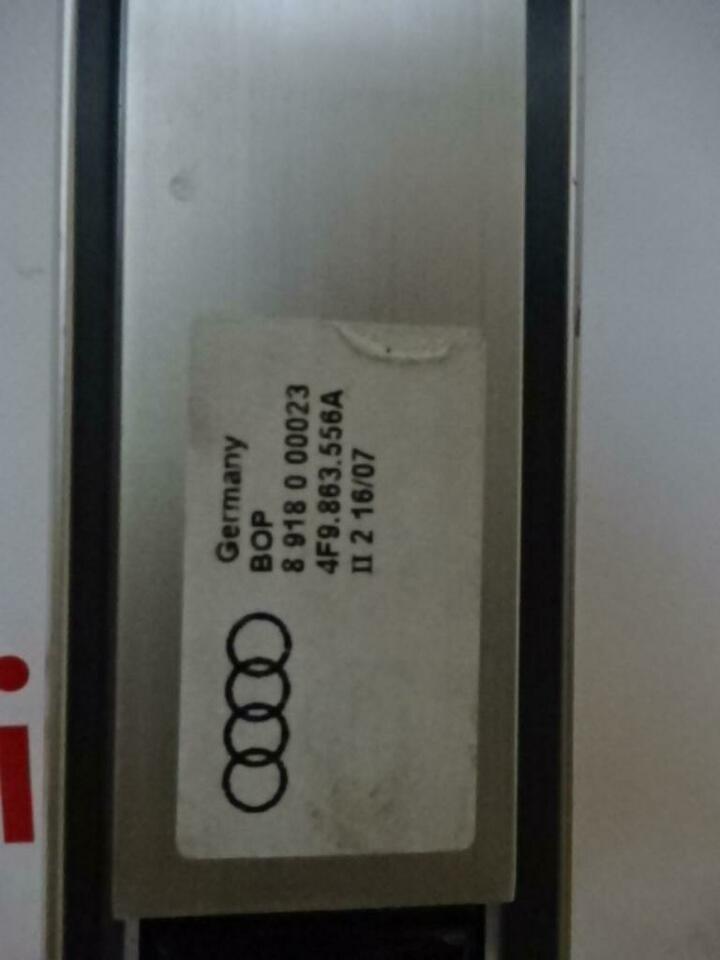 Germany
BOP
8 918 0 00023
4F9.863.556A
II 2 16/07
i